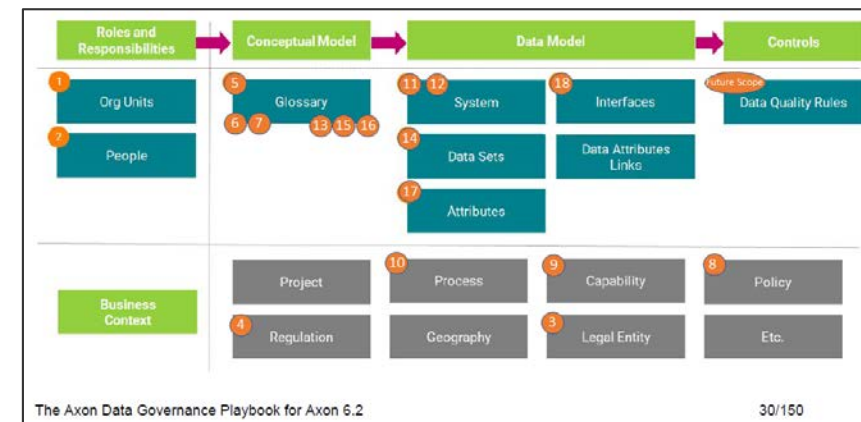 Roles and
Responsibilities
Conceptual Model
Data Model
Controls
1
Org Units
2
People
5
Glossary
6 7 13 15 16
11 12
System
18
Interfaces
Future Scope
Data Quality Rules
14
Data Sets
Data Attributes
Links
17
Attributes
Business
Context
Project
10
Process
9
Capability
8
Policy
4
Regulation
Geography
3
Legal Entity
Etc.
The Axon Data Governance Playbook for Axon 6.2
30/150